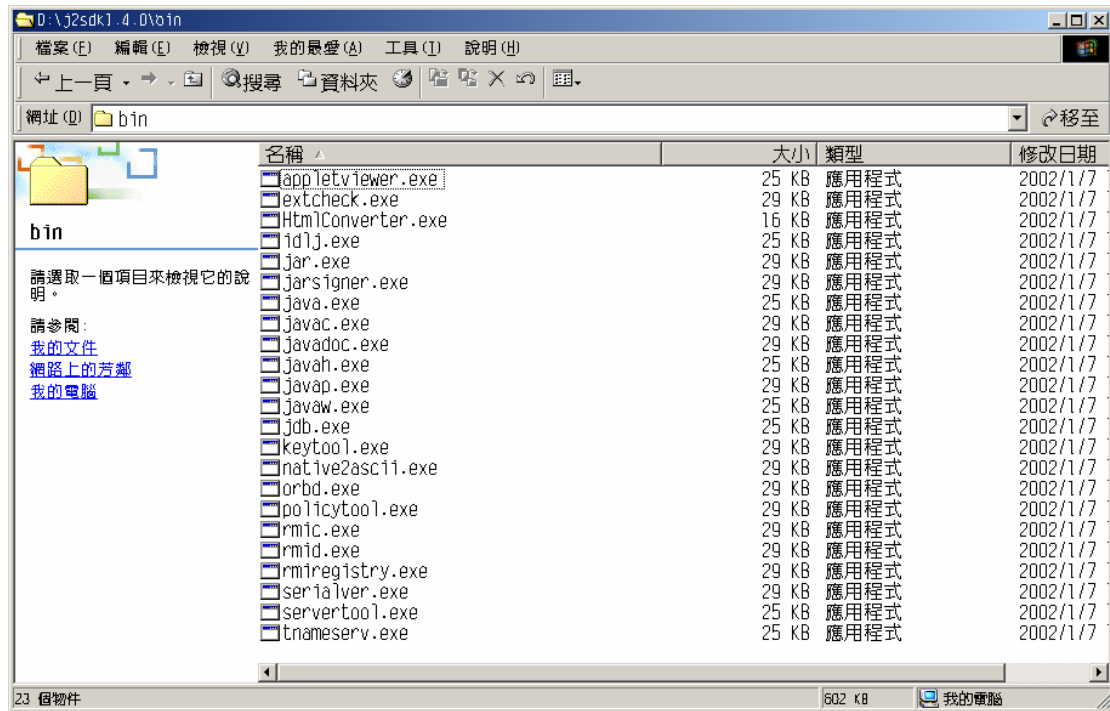 D:\j2sdk1.4.0\bin
檔案(F) 編輯(E) 檢視(V) 我的最愛(A) 工具(T) 說明(H)
上一頁 搜尋 資料夾
網址(D) bin 移至
bin
請選取一個項目來檢視它的說
明。
請參閱:
我的文件
網路上的芳鄰
我的電腦
名稱 大小 類型 修改日期
appletviewer.exe 25 KB 應用程式 2002/1/7
extcheck.exe 29 KB 應用程式 2002/1/7
HtmlConverter.exe 16 KB 應用程式 2002/1/7
idlj.exe 25 KB 應用程式 2002/1/7
jar.exe 29 KB 應用程式 2002/1/7
jarsigner.exe 29 KB 應用程式 2002/1/7
java.exe 25 KB 應用程式 2002/1/7
javac.exe 29 KB 應用程式 2002/1/7
javadoc.exe 29 KB 應用程式 2002/1/7
javah.exe 25 KB 應用程式 2002/1/7
javap.exe 29 KB 應用程式 2002/1/7
javaw.exe 25 KB 應用程式 2002/1/7
jdb.exe 25 KB 應用程式 2002/1/7
keytool.exe 29 KB 應用程式 2002/1/7
native2ascii.exe 29 KB 應用程式 2002/1/7
orbd.exe 29 KB 應用程式 2002/1/7
policytool.exe 29 KB 應用程式 2002/1/7
rmic.exe 29 KB 應用程式 2002/1/7
rmid.exe 29 KB 應用程式 2002/1/7
rmiregistry.exe 29 KB 應用程式 2002/1/7
serialver.exe 29 KB 應用程式 2002/1/7
servertool.exe 25 KB 應用程式 2002/1/7
tnameserv.exe 25 KB 應用程式 2002/1/7
23 個物件 602 KB 我的電腦